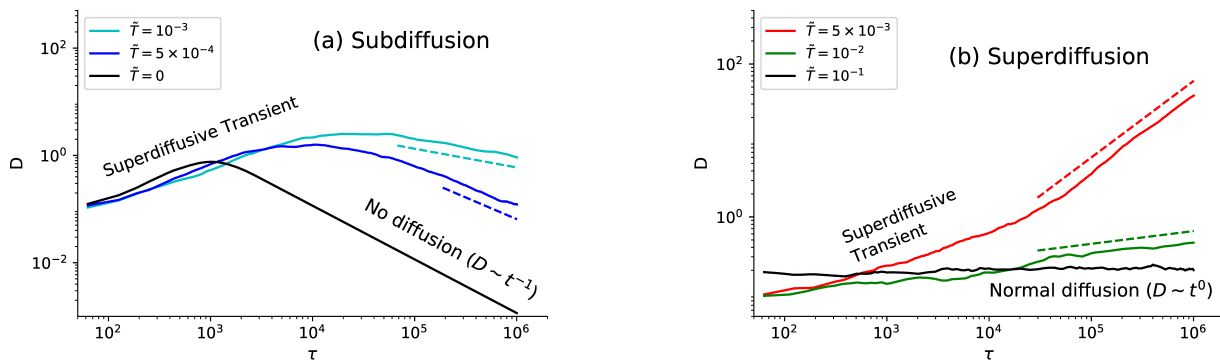 T̃ = 10⁻³
T̃ = 5 × 10⁻⁴
T̃ = 0
(a) Subdiffusion
Superdiffusive Transient
No diffusion (D ~ t⁻¹)
D
10²
10⁰
10⁻²
10² 10³ 10⁴ 10⁵ 10⁶
τ
T̃ = 5 × 10⁻³
T̃ = 10⁻²
T̃ = 10⁻¹
(b) Superdiffusion
Superdiffusive
Transient
Normal diffusion (D ~ t⁰)
D
10²
10⁰
10² 10³ 10⁴ 10⁵ 10⁶
τ